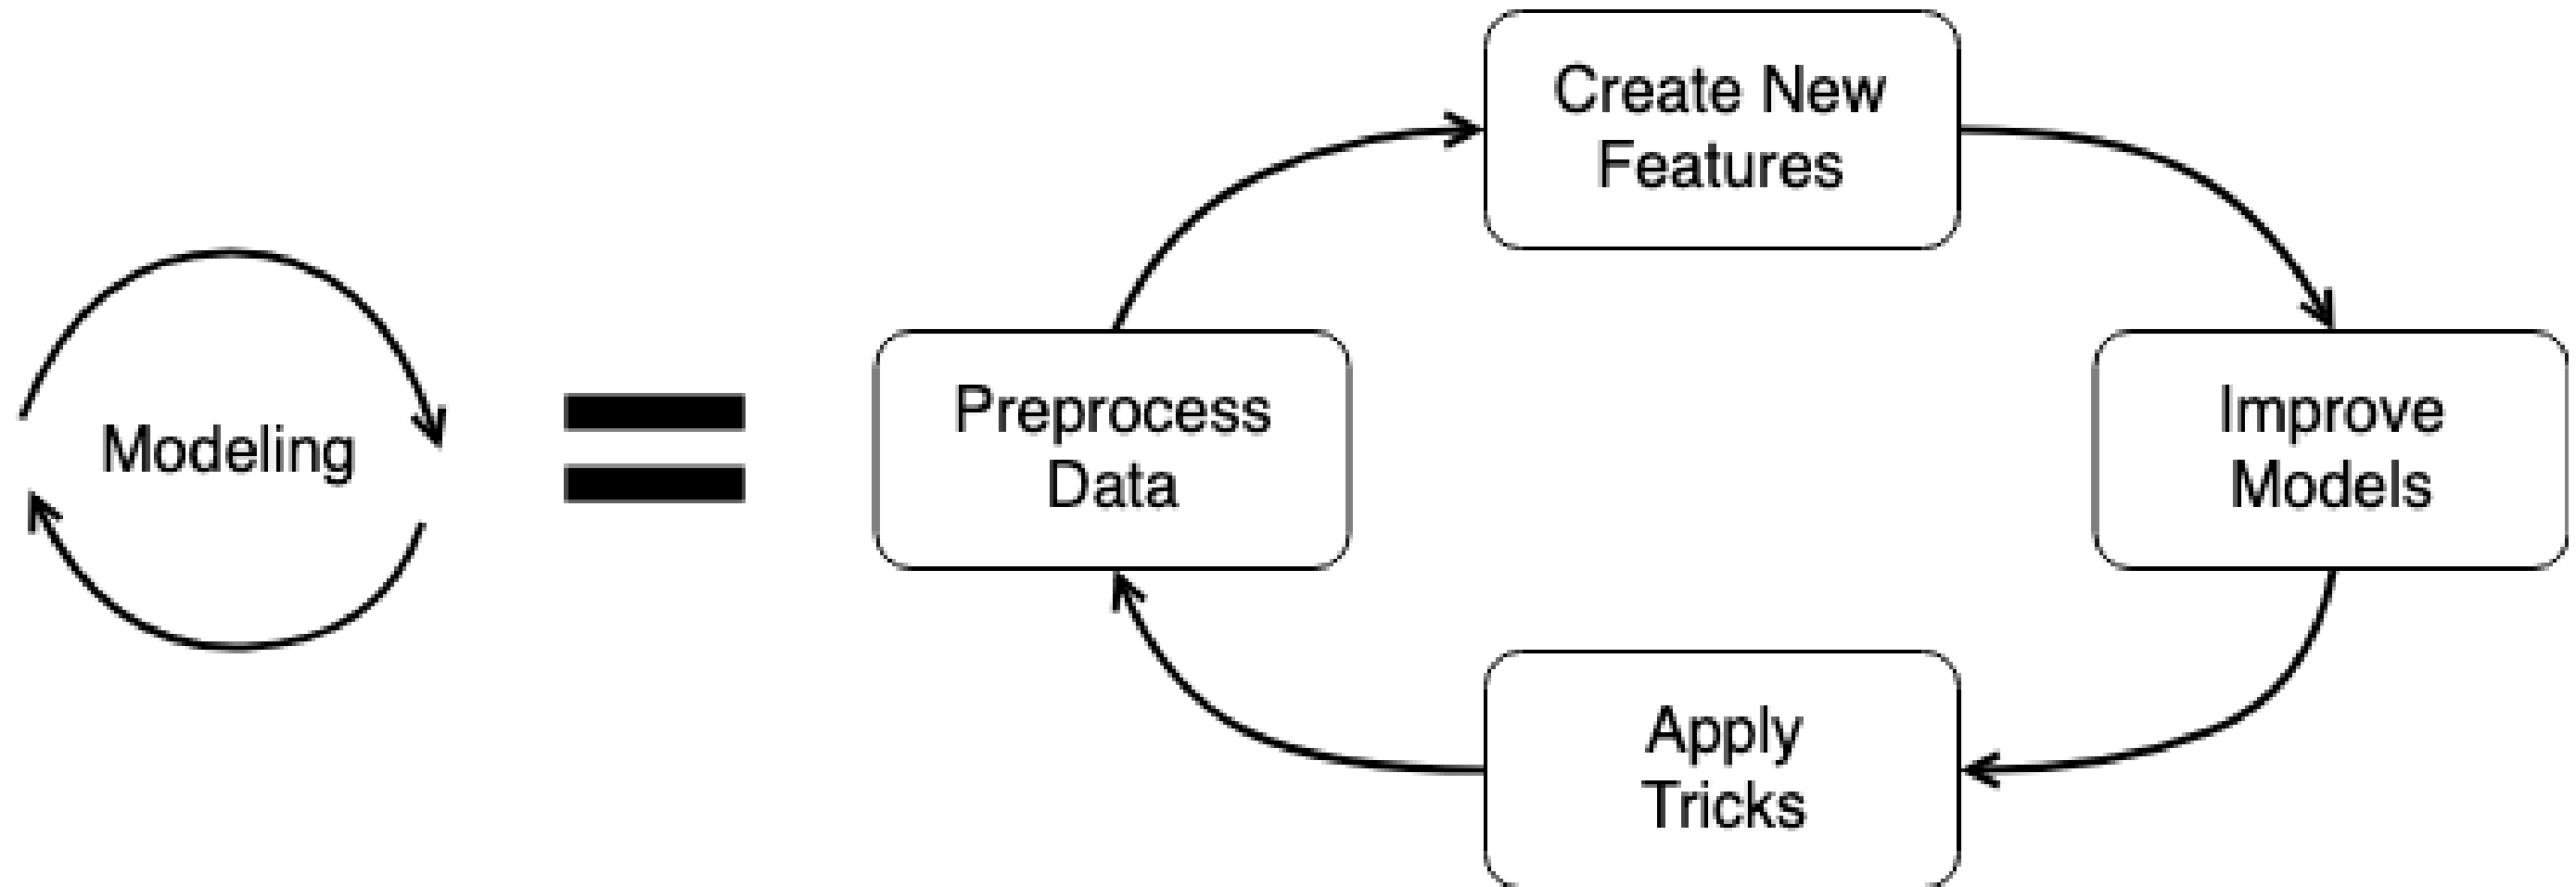 Modeling
Preprocess
Data
Create New
Features
Improve
Models
Apply
Tricks